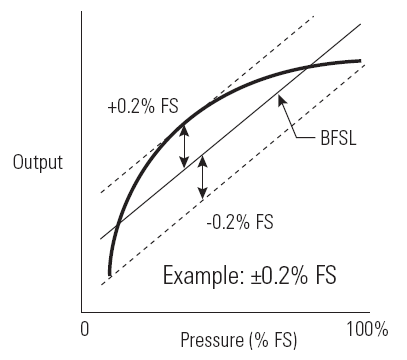 +0.2% FS
BFSL
Output
-0.2% FS
Example: ±0.2% FS
0
100%
Pressure (% FS)